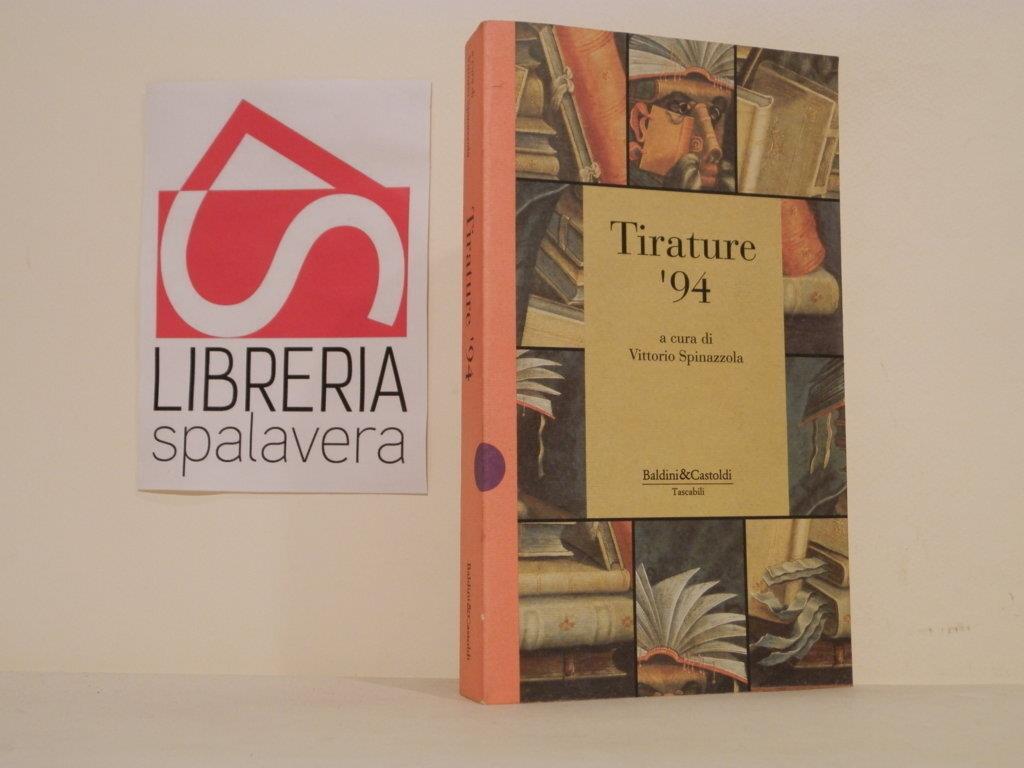 LIBRERIA
spalavera
Tirature '94
Baldini&Castoldi
Tirature
'94
a cura di
Vittorio Spinazzola
Baldini&Castoldi
Tascabili